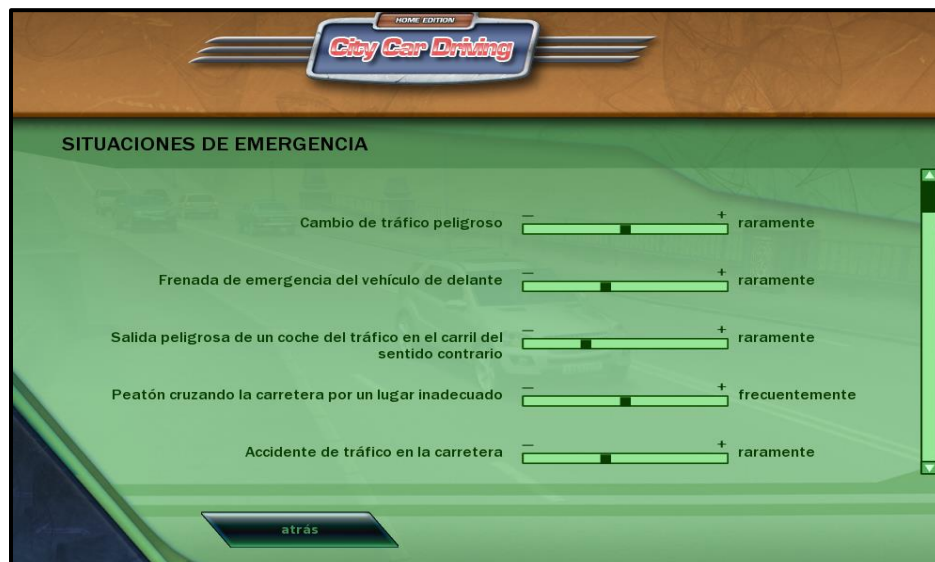 HOME EDITION
City Car Driving
SITUACIONES DE EMERGENCIA
Cambio de tráfico peligroso − + raramente
Frenada de emergencia del vehículo de delante − + raramente
Salida peligrosa de un coche del tráfico en el carril del
sentido contrario − + raramente
Peatón cruzando la carretera por un lugar inadecuado − + frecuentemente
Accidente de tráfico en la carretera − + raramente
atrás